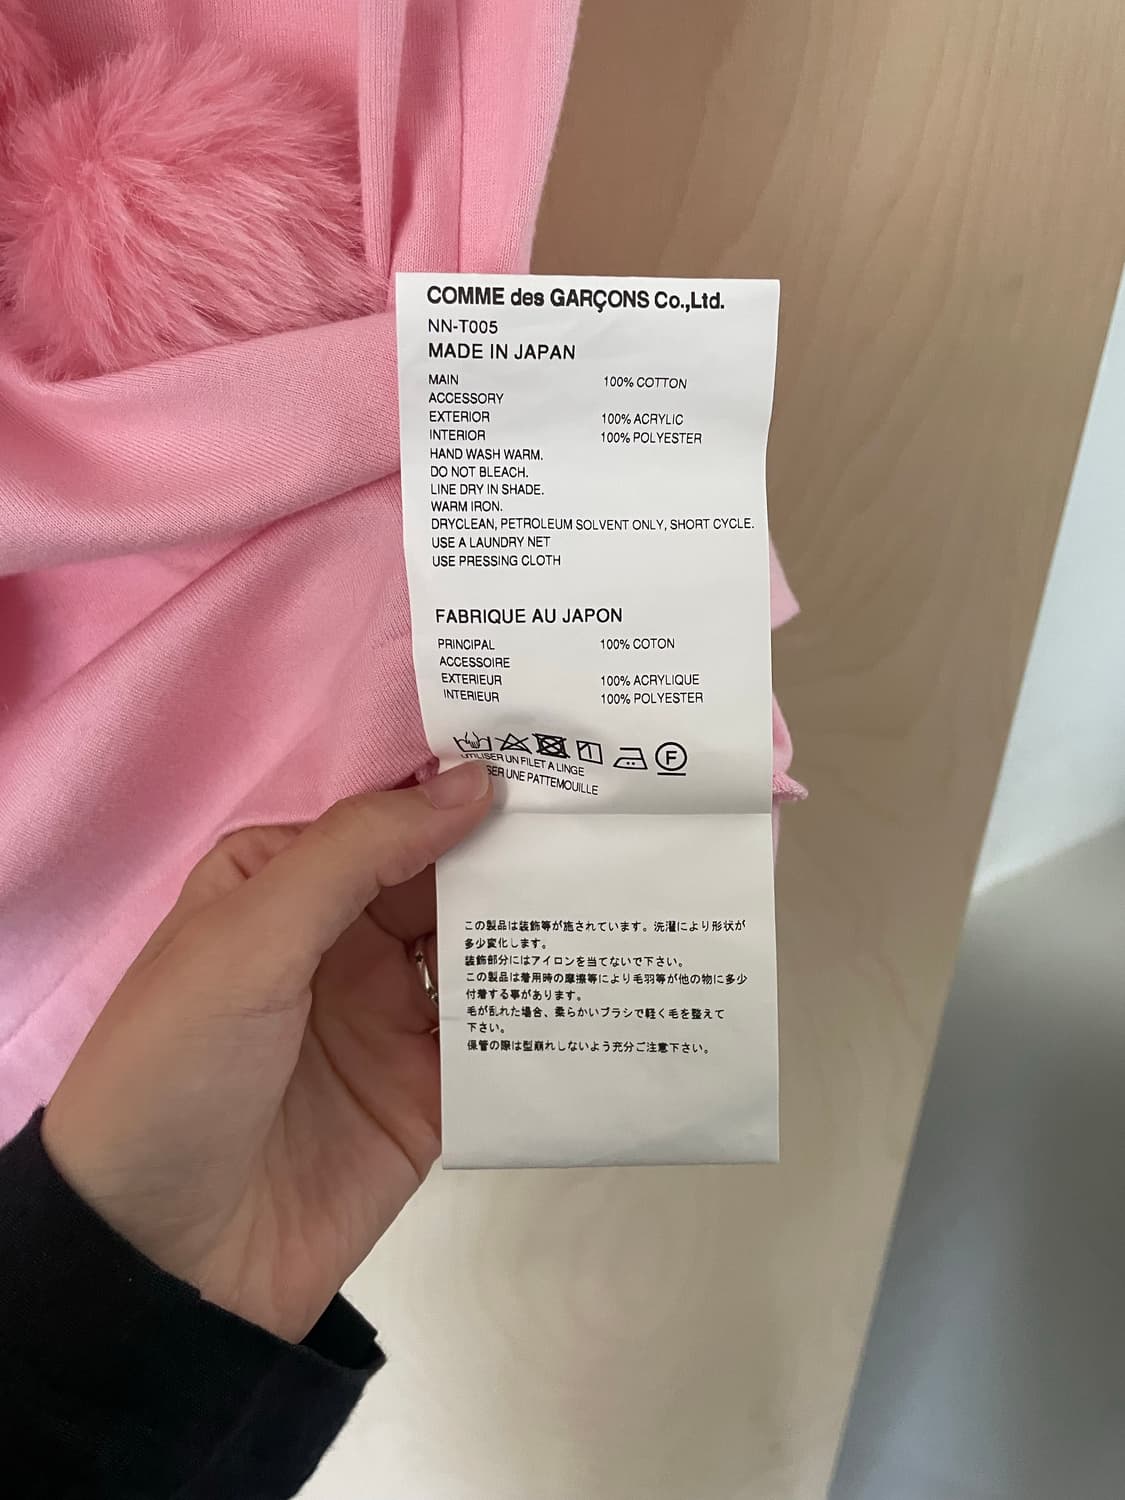 COMME des GARÇONS Co.,Ltd.
NN-T005
MADE IN JAPAN
MAIN 100% COTTON
ACCESSORY
EXTERIOR 100% ACRYLIC
INTERIOR 100% POLYESTER
HAND WASH WARM.
DO NOT BLEACH.
LINE DRY IN SHADE.
WARM IRON.
DRYCLEAN, PETROLEUM SOLVENT ONLY, SHORT CYCLE.
USE A LAUNDRY NET
USE PRESSING CLOTH
FABRIQUE AU JAPON
PRINCIPAL 100% COTON
ACCESSOIRE
EXTERIEUR 100% ACRYLIQUE
INTERIEUR 100% POLYESTER
F
UTILISER UN FILET A LINGE
SER UNE PATTEMOUILLE
この製品は装飾等が施されています。洗濯により形状が
多少変化します。
装飾部分にはアイロンを当てないで下さい。
この製品は着用時の摩擦等により毛羽等が他の物に多少
付着する事があります。
毛が乱れた場合、柔らかいブラシで軽く毛を整えて
下さい。
保管の際は型崩れしないよう充分ご注意下さい。